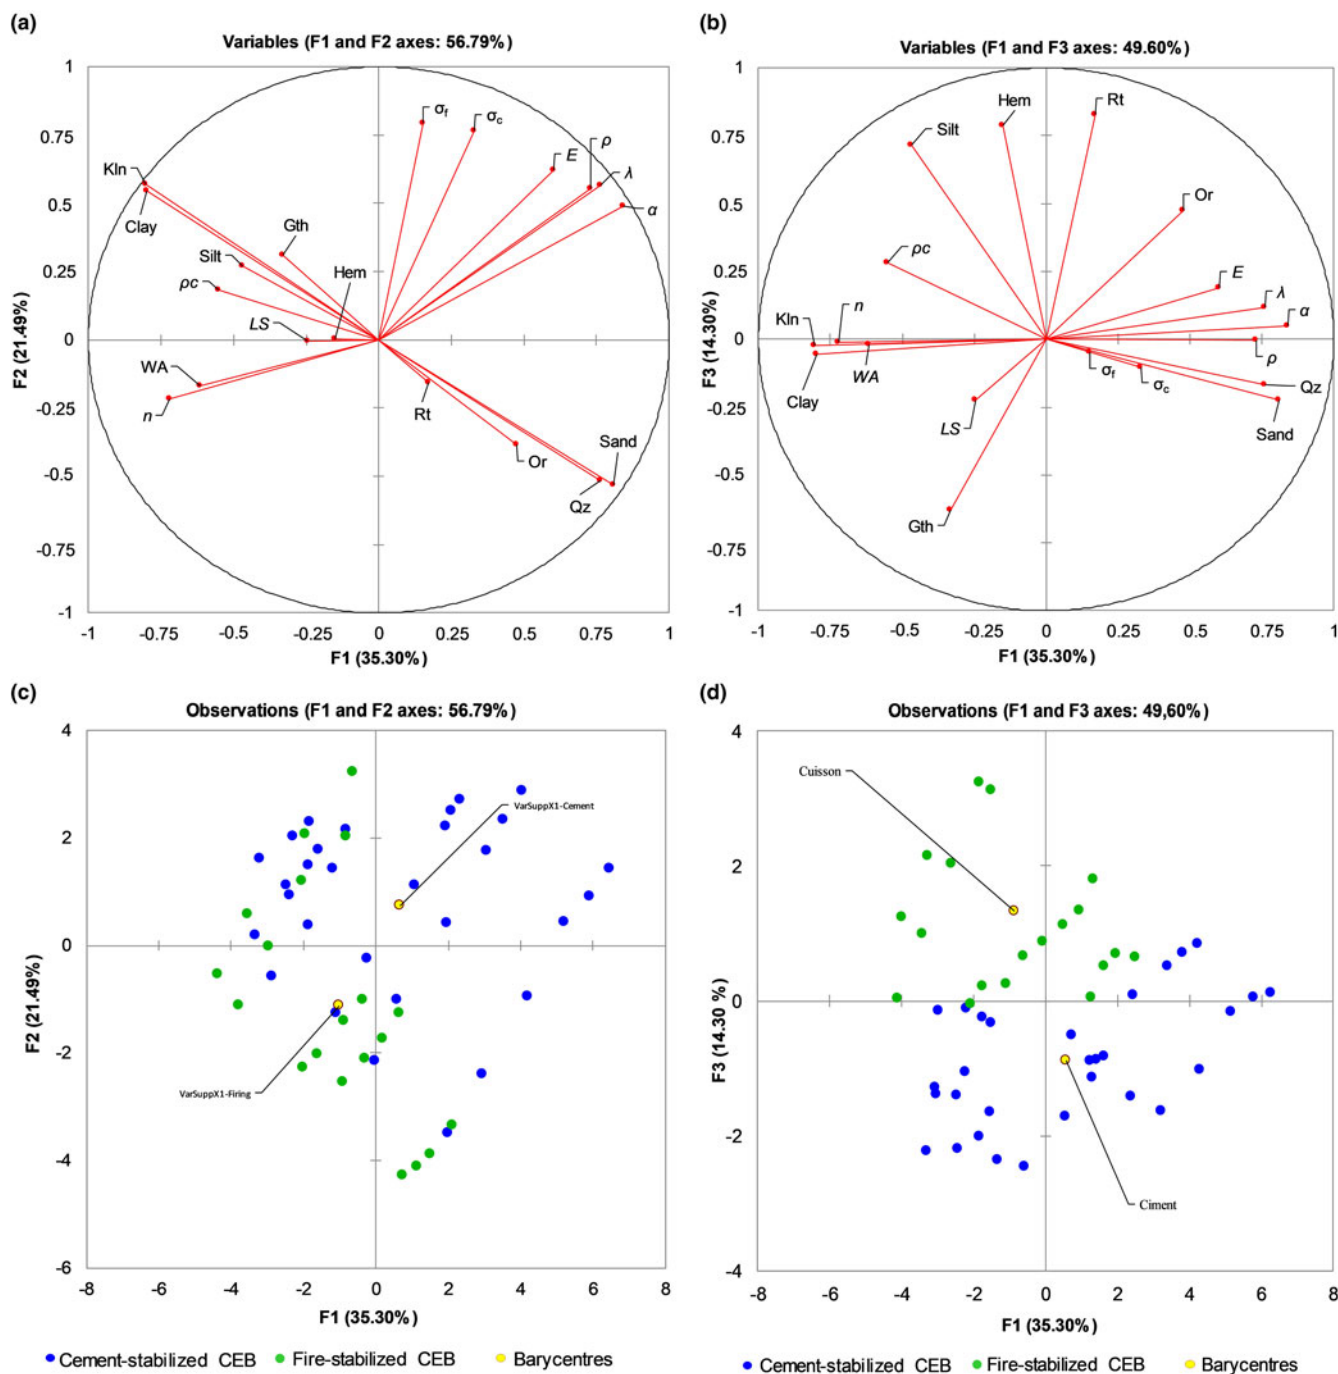 (a)
Variables (F1 and F2 axes: 56.79%)
1
0.75
0.5
0.25
0
-0.25
-0.5
-0.75
-1
F2 (21.49%)
σf
σc
E
ρ
λ
α
Kln
Clay
Gth
Silt
Hem
ρc
LS
WA
n
Rt
Or
Sand
Qz
-1 -0.75 -0.5 -0.25 0 0.25 0.5 0.75 1
F1 (35.30%)
(b)
Variables (F1 and F3 axes: 49.60%)
1
0.75
0.5
0.25
0
-0.25
-0.5
-0.75
-1
F3 (14.30%)
Hem
Rt
Silt
Or
ρc
E
λ
α
n
Kln
ρ
WA
σf
σc
Clay
Qz
LS
Sand
Gth
-1 -0.75 -0.5 -0.25 0 0.25 0.5 0.75 1
F1 (35.30%)
(c)
Observations (F1 and F2 axes: 56.79%)
4
2
0
-2
-4
-6
F2 (21.49%)
VarSuppX1-Cement
VarSuppX1-Firing
-8 -6 -4 -2 0 2 4 6 8
F1 (35.30%)
Cement-stabilized CEB Fire-stabilized CEB Barycentres
(d)
Observations (F1 and F3 axes: 49,60%)
4
2
0
-2
-4
F3 (14.30 %)
Cuisson
Ciment
-8 -6 -4 -2 0 2 4 6 8
F1 (35.30%)
Cement-stabilized CEB Fire-stabilized CEB Barycentres